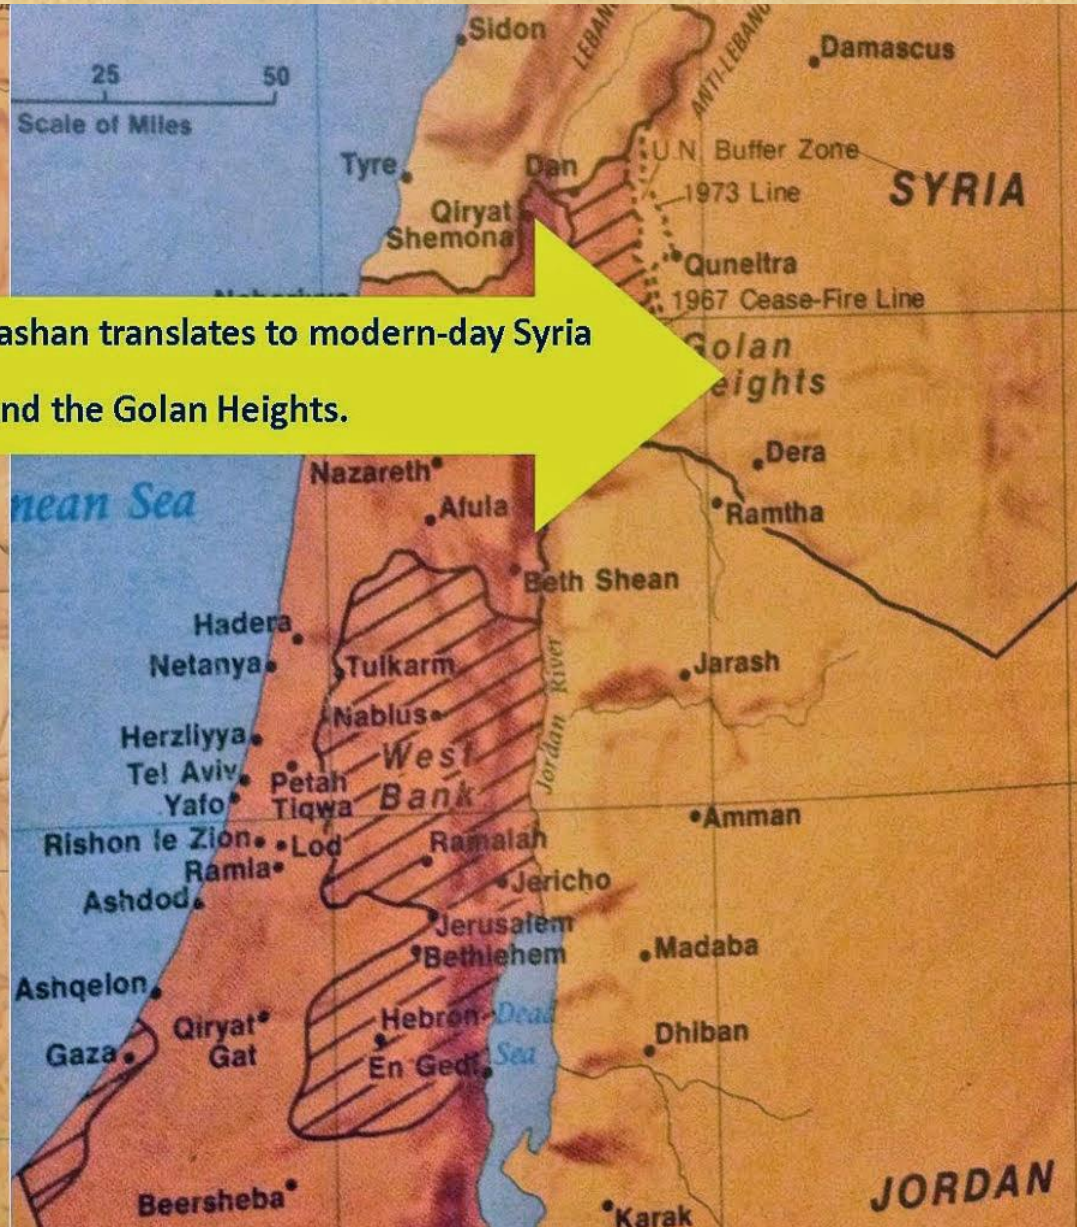 Sidon
LEBAN
ANTI-LEBANO
Damascus
25 50
Scale of Miles
Tyre
Dan
U.N. Buffer Zone
1973 Line
SYRIA
Qiryat
Shemona
Quneitra
1967 Cease-Fire Line
ashan translates to modern-day Syria
nd the Golan Heights.
Golan
eights
Nazareth
Dera
nean Sea
Afula
Ramtha
Beth Shean
Hadera
Netanya
Tulkarm
Jarash
Jordan River
Nablus
Herzliyya
West
Bank
Tel Aviv
Petah
Tiqwa
Yafo
Amman
Rishon le Zion
Lod
Ramalah
Ramla
Jericho
Ashdod
Jerusalem
Bethlehem
Madaba
Ashqelon
Qiryat
Gat
Hebron
Dead
Sea
Dhiban
Gaza
En Gedi
Beersheba
Karak
JORDAN